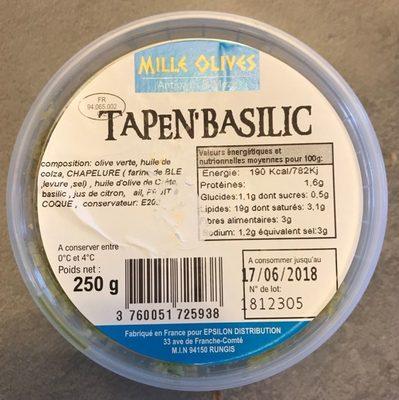 MILLE OLIVES
FR
94.065.002
TAPEN'BASILIC
composition: olive verte, huile de
colza, CHAPELURE ( farine de BLE
levure ,sel) , huile d'olive de
basilic , jus de citron, ail,
COQUE , conservateur:
Valeurs énergétiques et
nutritionnelles moyennes pour 100g:
Energie: 190 Kcal/782Kj
Protéines: 1,6g
Glucides:1,1g dont sucres: 0,5g
Lipides: 19g dont saturés: 3,1g
Fibres alimentaires: 3g
Sodium: 1,2g équivalent sel:3g
A conserver entre
0°C et 4°C
Poids net :
250 g
A consommer jusqu'au
17/06/2018
N° de lot:
1812305
3 760051 725938
Fabriqué en France pour EPSILON DISTRIBUTION
33 ave de Franche-Comté
M.I.N 94150 RUNGIS